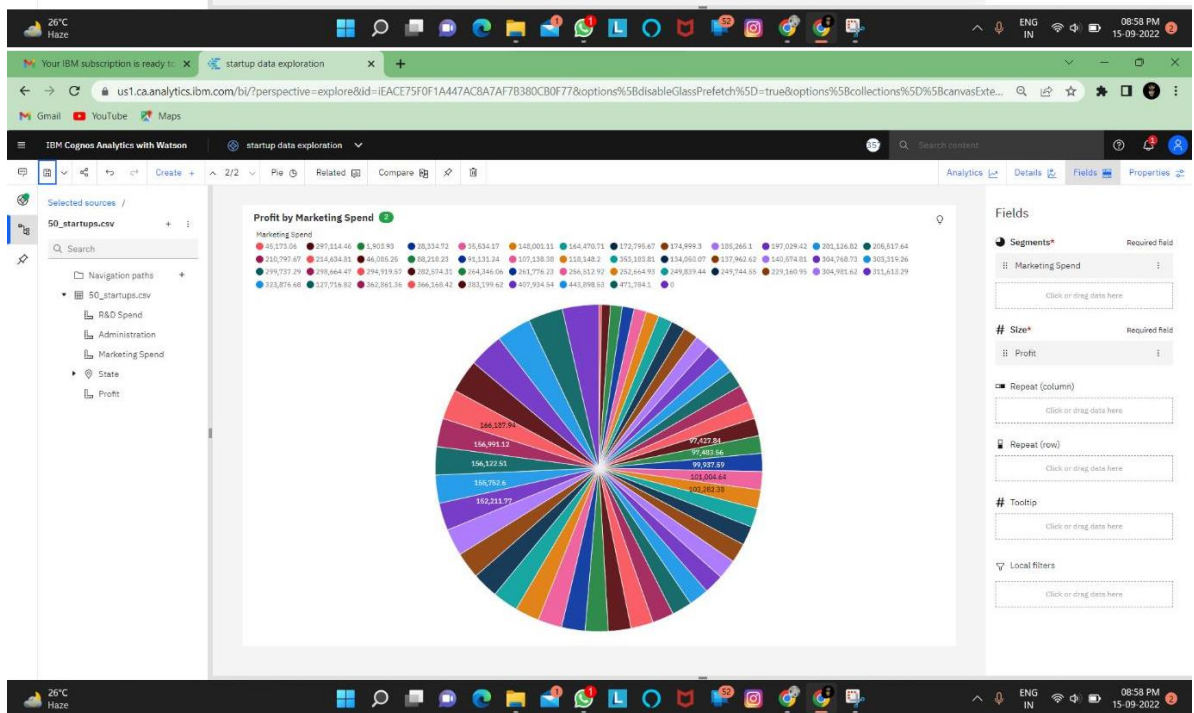 26°C
Haze
52
ENG
IN
08:58 PM
15-09-2022
2
Your IBM subscription is ready to
startup data exploration
us1.ca.analytics.ibm.com/bi/?perspective=explore&id=iEACE75F0F1A447AC8A7AF7B380CB0F77&options%5BdisableGlassPrefetch%5D=true&options%5Bcollections%5D%5BcanvasExte...
Gmail YouTube Maps
IBM Cognos Analytics with Watson startup data exploration Search content
Create + 2/2 Pie Related Compare Analytics Details Fields Properties
Selected sources /
50_startups.csv
Search
Navigation paths
50_startups.csv
R&D Spend
Administration
Marketing Spend
State
Profit
Profit by Marketing Spend 2
Marketing Spend
45,173.06 297,114.46 1,903.93 28,334.72 35,534.17 148,001.11 164,470.71 172,795.67 174,999.3 185,265.1 197,029.42 201,126.82 205,517.64
210,797.67 214,634.81 46,085.25 88,218.23 91,131.24 107,138.38 118,148.2 353,183.81 134,050.07 137,962.62 140,574.81 304,768.73 303,319.26
299,737.29 298,664.47 294,919.57 282,574.31 264,346.06 261,776.23 256,512.92 252,664.93 249,839.44 249,744.55 229,160.95 304,981.62 311,613.29
323,876.68 127,716.82 362,861.36 366,168.42 383,199.62 407,934.54 443,898.53 471,784.1 0
166,187.94
156,991.12
156,122.51
155,752.6
152,211.77
97,427.84
97,483.56
99,937.59
101,004.64
103,282.38
Fields
Segments* Required field
Marketing Spend
Click or drag data here
Size* Required field
Profit
Repeat (column)
Click or drag data here
Repeat (row)
Click or drag data here
Tooltip
Click or drag data here
Local filters
Click or drag data here
26°C
Haze
52
ENG
IN
08:58 PM
15-09-2022
2